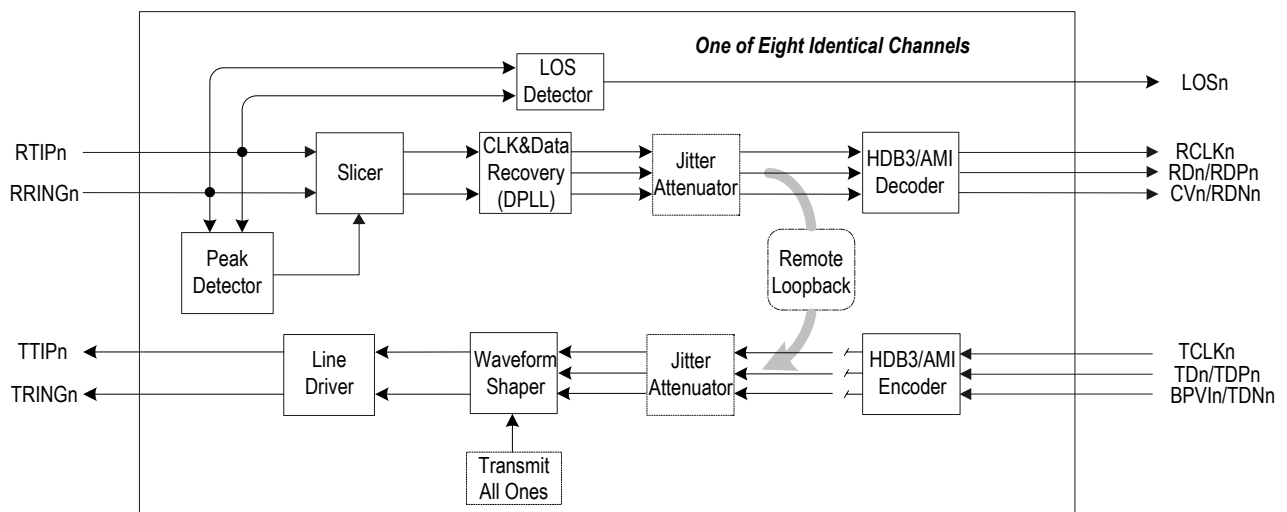 One of Eight Identical Channels
LOS
Detector
LOSn
RTIPn
RRINGn
Slicer
CLK&Data
Recovery
(DPLL)
Jitter
Attenuator
HDB3/AMI
Decoder
RCLKn
RDn/RDPn
CVn/RDNn
Peak
Detector
Remote
Loopback
TTIPn
TRINGn
Line
Driver
Waveform
Shaper
Jitter
Attenuator
HDB3/AMI
Encoder
TCLKn
TDn/TDPn
BPVIn/TDNn
Transmit
All Ones